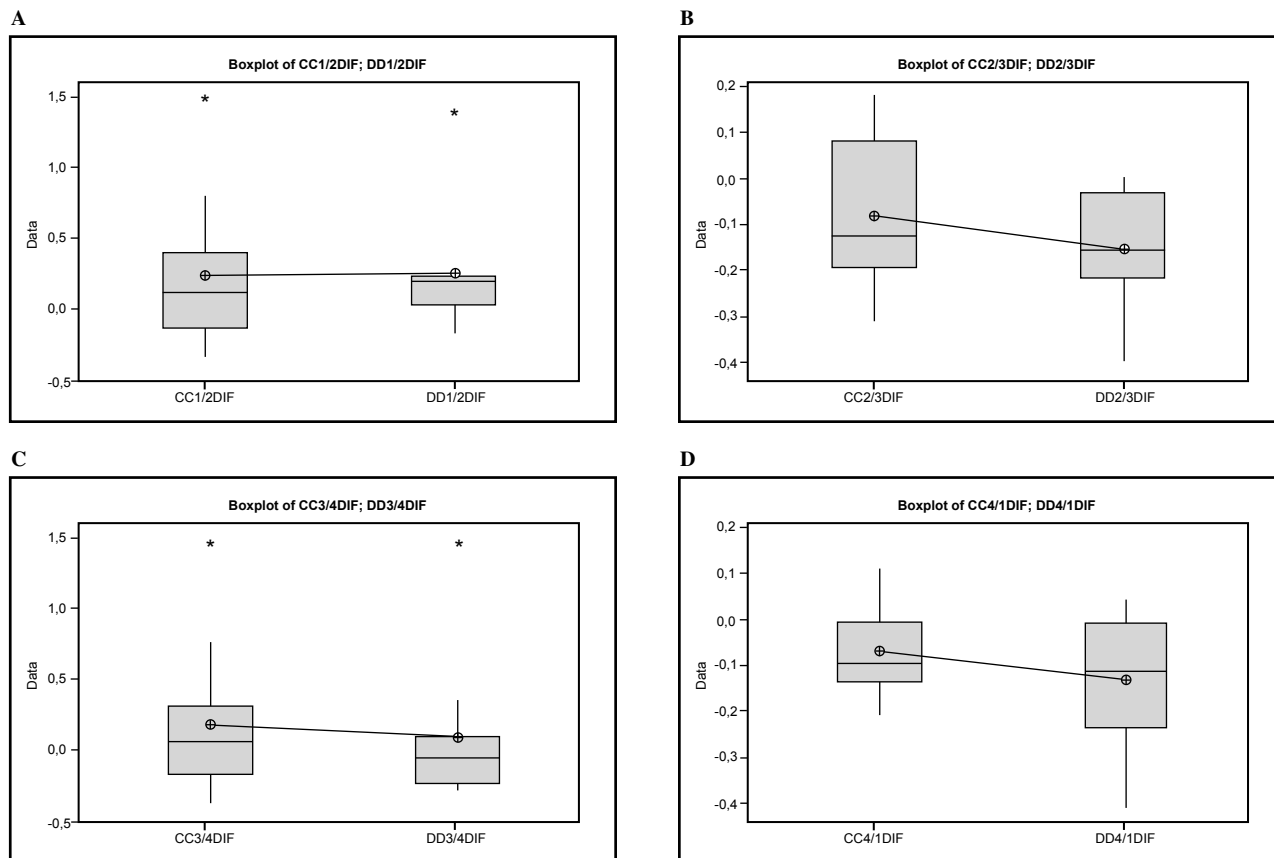 A
Boxplot of CC1/2DIF; DD1/2DIF
1,5
1,0
0,5
0,0
-0,5
Data
*
*
CC1/2DIF DD1/2DIF
B
Boxplot of CC2/3DIF; DD2/3DIF
0,2
0,1
0,0
-0,1
-0,2
-0,3
-0,4
Data
CC2/3DIF DD2/3DIF
C
Boxplot of CC3/4DIF; DD3/4DIF
1,5
1,0
0,5
0,0
-0,5
Data
*
*
CC3/4DIF DD3/4DIF
D
Boxplot of CC4/1DIF; DD4/1DIF
0,2
0,1
0,0
-0,1
-0,2
-0,3
-0,4
Data
CC4/1DIF DD4/1DIF